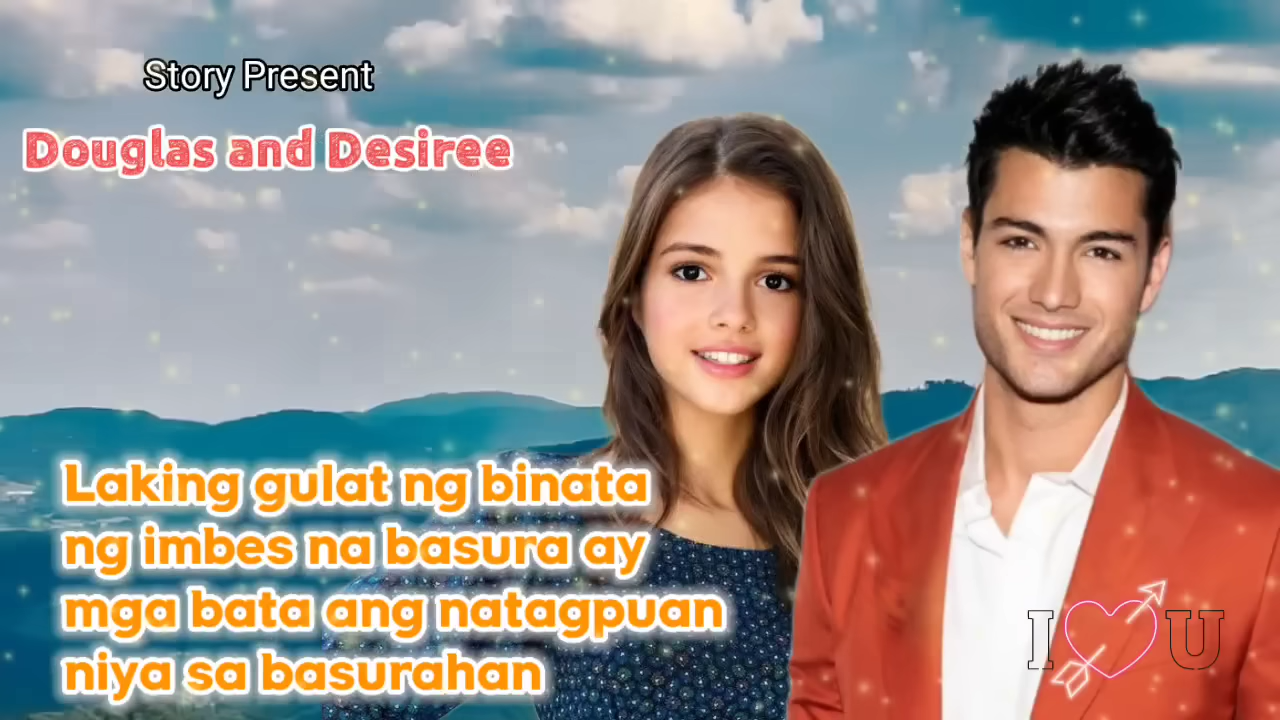 Story Present
Douglas and Desiree
Laking gulat ng binata
ng imbes na basura ay
mga bata ang natagpuan
niya sa basurahan
I U